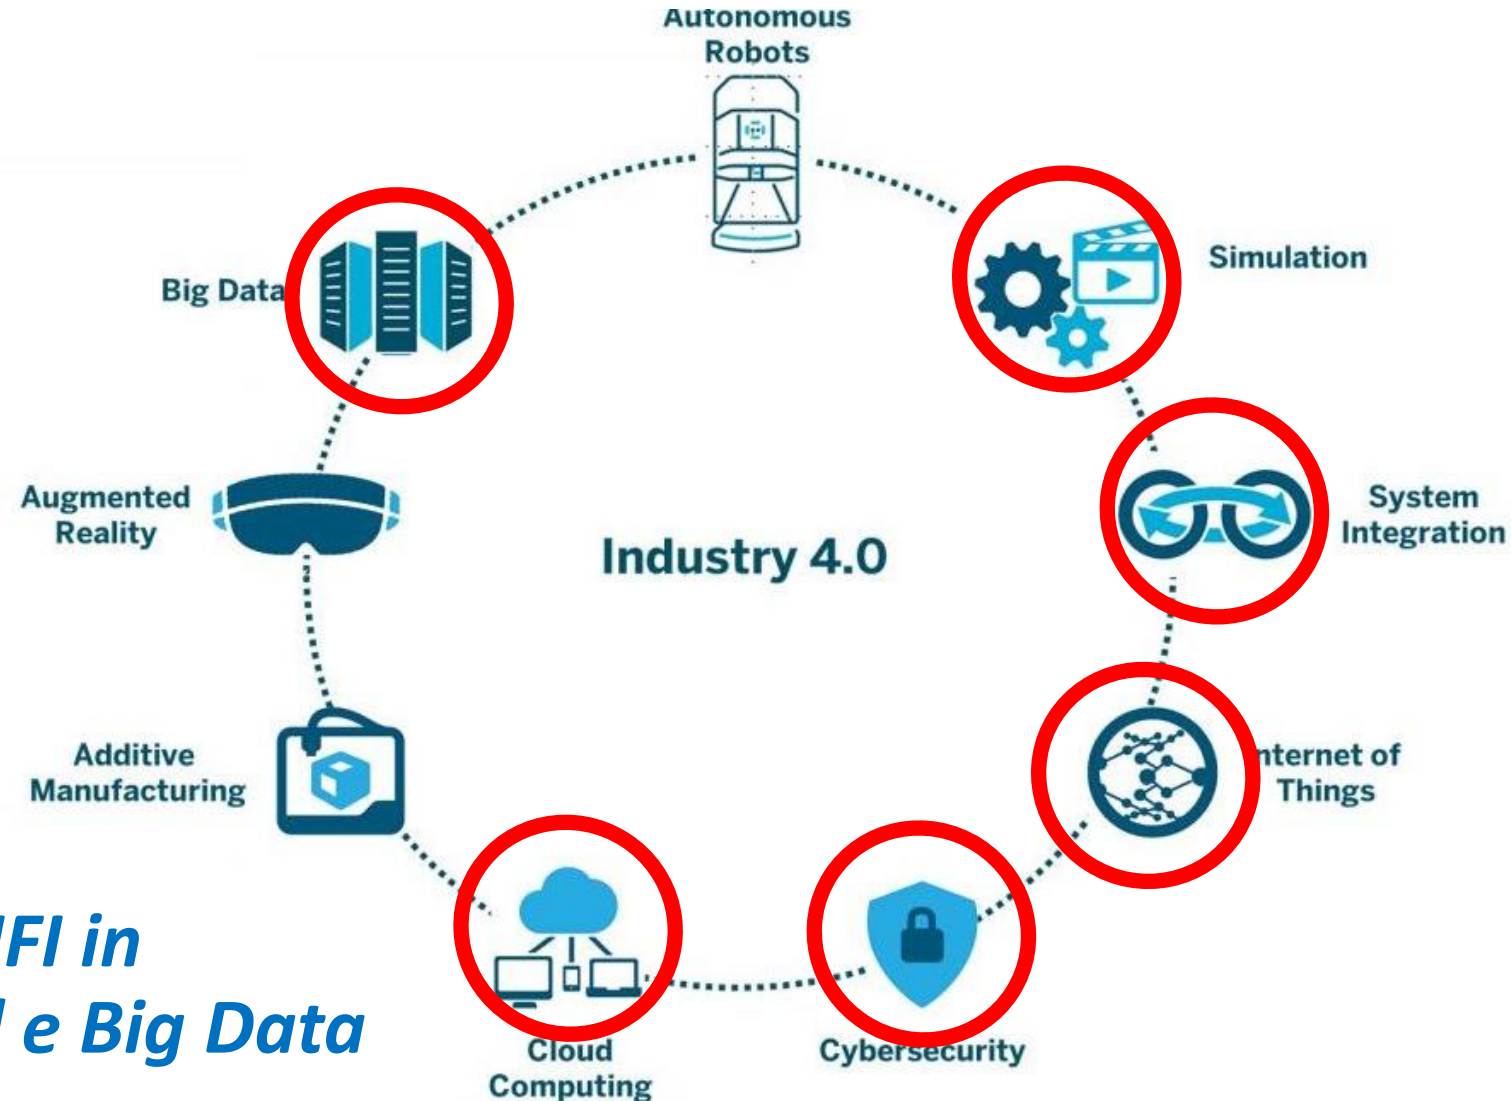 Autonomous
Robots
Simulation
Big Data
System
Integration
Augmented
Reality
Industry 4.0
nternet of
Things
Additive
Manufacturing
Cloud
Computing
Cybersecurity
FI in
e Big Data